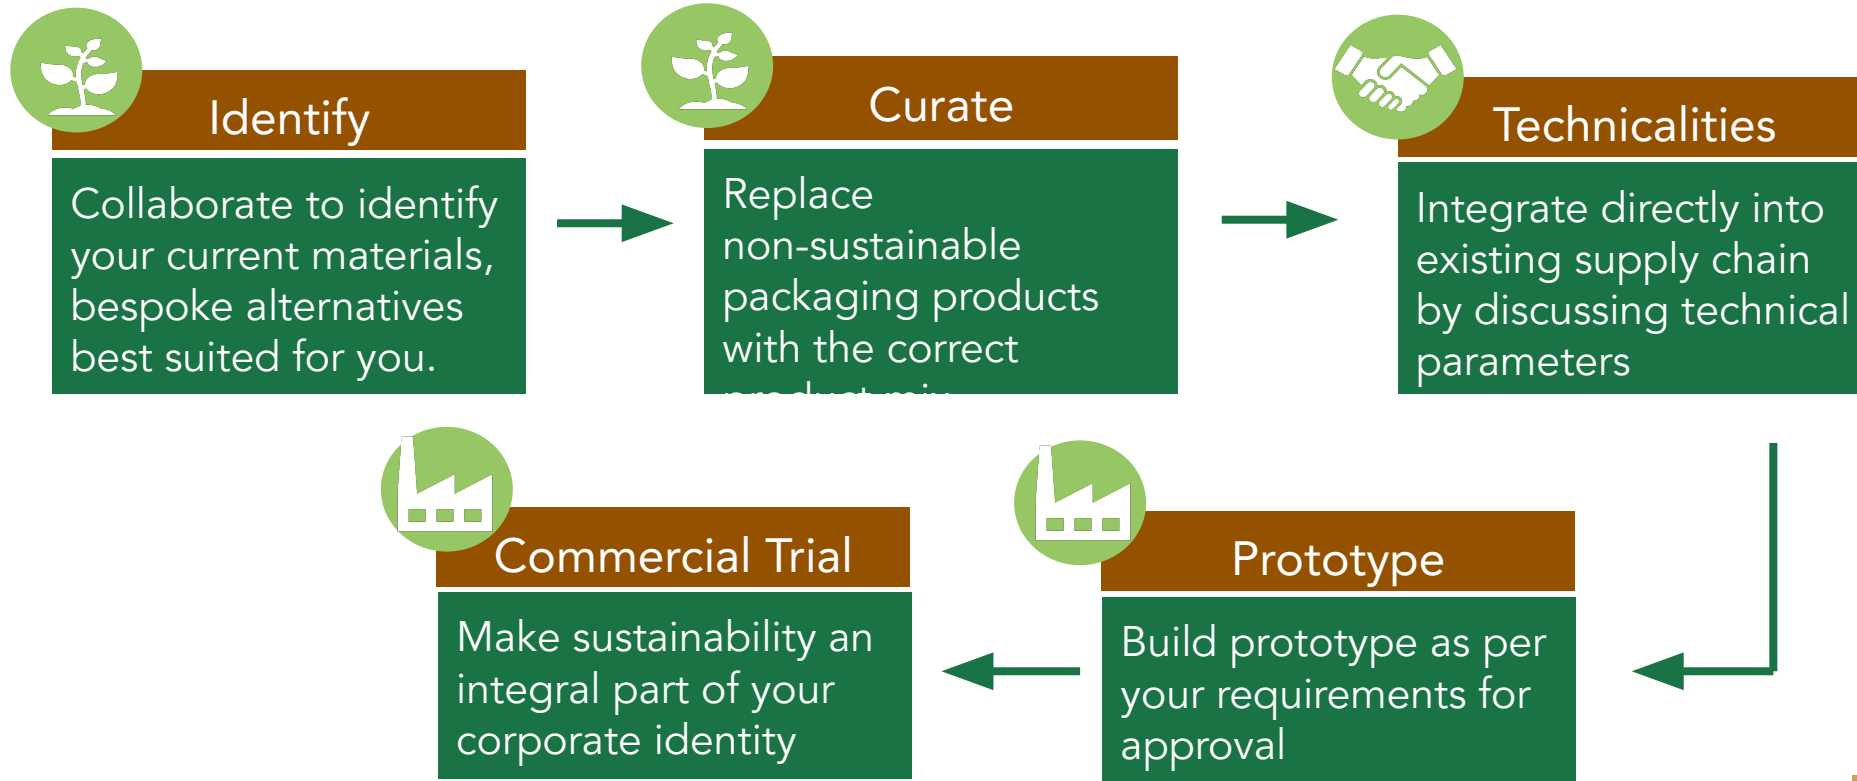 Identify
Collaborate to identify
your current materials,
bespoke alternatives
best suited for you.
Curate
Replace
non-sustainable
packaging products
with the correct
product mix
Technicalities
Integrate directly into
existing supply chain
by discussing technical
parameters
Prototype
Build prototype as per
your requirements for
approval
Commercial Trial
Make sustainability an
integral part of your
corporate identity